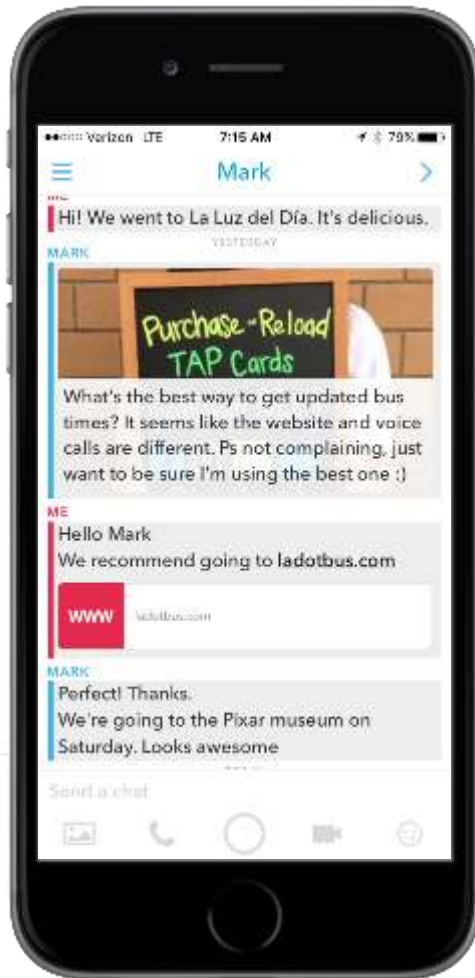 Verizon LTE 7:15 AM 79%
Mark
ME
Hi! We went to La Luz del Día. It's delicious.
YESTERDAY
MARK
Purchase - Reload
TAP Cards
What's the best way to get updated bus
times? It seems like the website and voice
calls are different. Ps not complaining, just
want to be sure I'm using the best one :)
ME
Hello Mark
We recommend going to ladotbus.com
www ladotbus.com
MARK
Perfect! Thanks.
We're going to the Pixar museum on
Saturday. Looks awesome
Send a chat